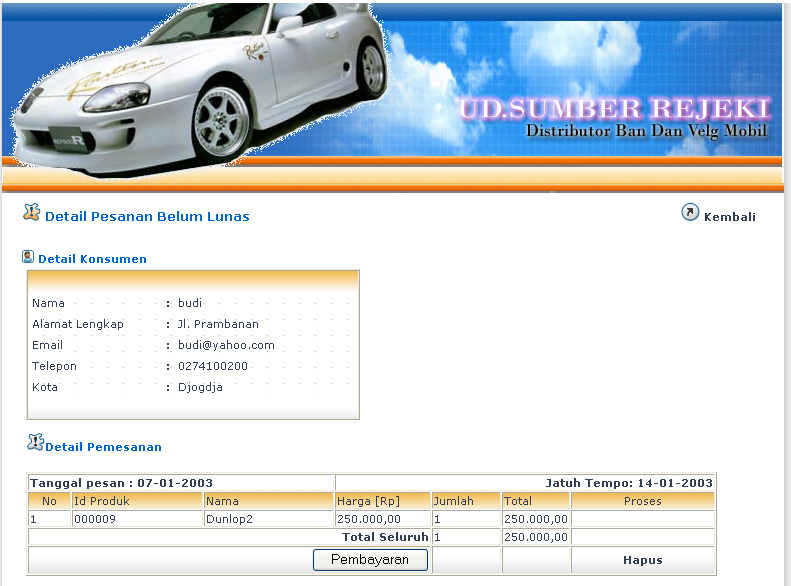 UD.SUMBER REJEKI
Distributor Ban Dan Velg Mobil
Detail Pesanan Belum Lunas
Kembali
Detail Konsumen
Nama : budi
Alamat Lengkap : Jl. Prambanan
Email : budi@yahoo.com
Telepon : 0274100200
Kota : Djogdja
Detail Pemesanan
Tanggal pesan : 07-01-2003 Jatuh Tempo: 14-01-2003
No Id Produk Nama Harga [Rp] Jumlah Total Proses
1 000009 Dunlop2 250.000,00 1 250.000,00
Total Seluruh 1 250.000,00
Pembayaran Hapus